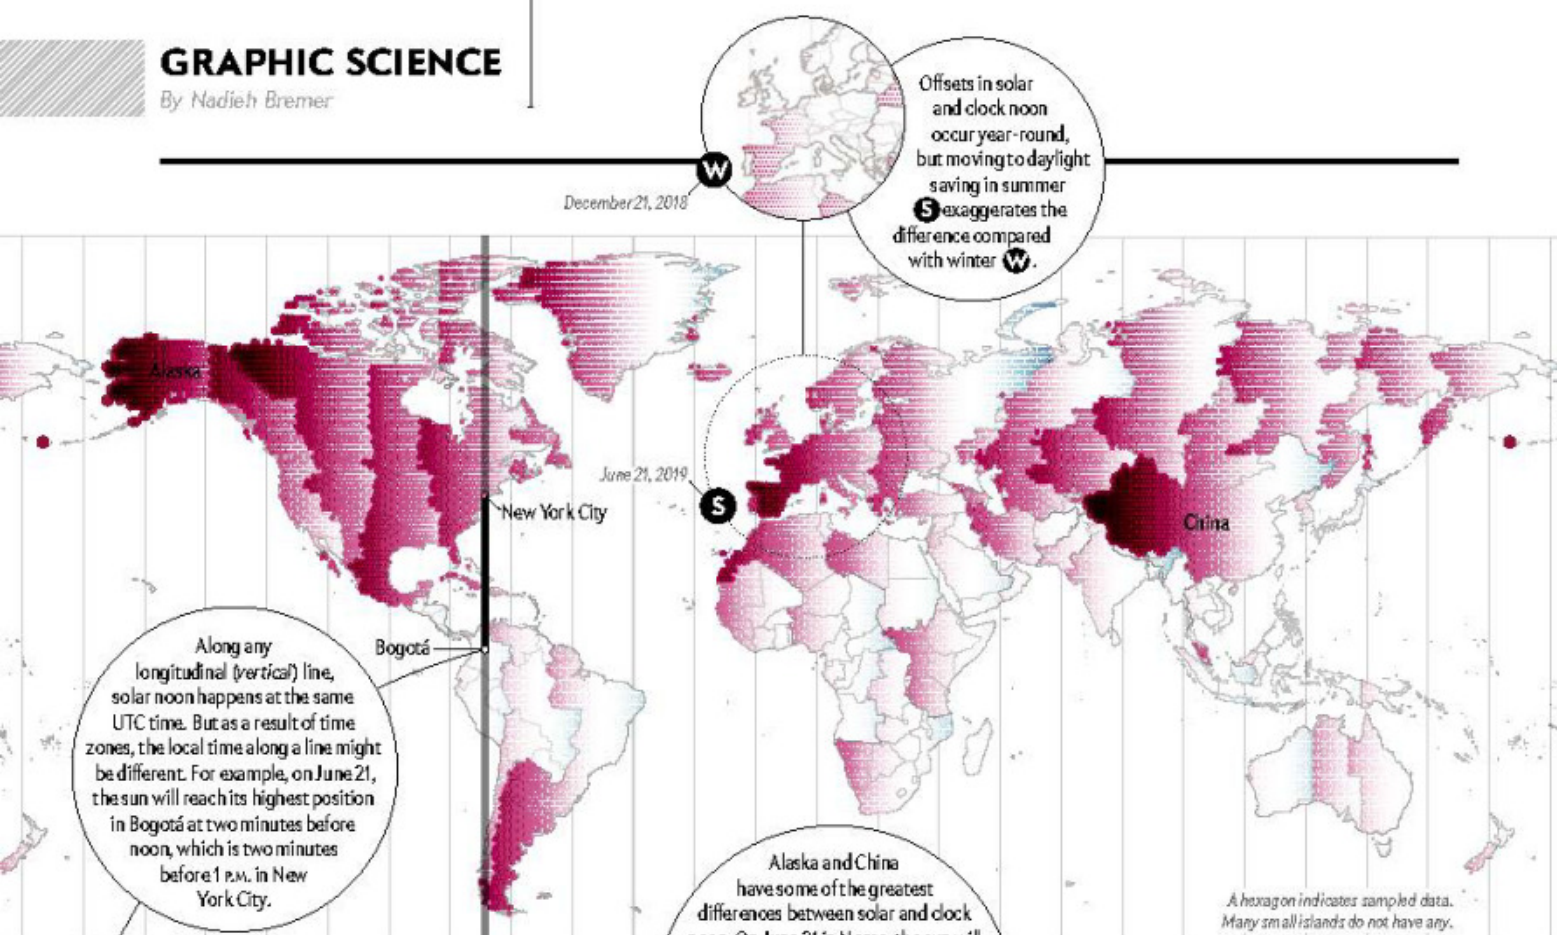 GRAPHIC SCIENCE
By Nadieh Bremer
Offsets in solar
and clock noon
occur year-round,
but moving to daylight
saving in summer
S exaggerates the
difference compared
with winter W.
W
December 21, 2018
Alaska
June 21, 2019
S
New York City
China
Bogotá
Along any
longitudinal (vertical) line,
solar noon happens at the same
UTC time. But as a result of time
zones, the local time along a line might
be different. For example, on June 21,
the sun will reach its highest position
in Bogotá at two minutes before
noon, which is two minutes
before 1 P.M. in New
York City.
Alaska and China
have some of the greatest
differences between solar and clock
A hexagon indicates sampled data.
Many small islands do not have any.